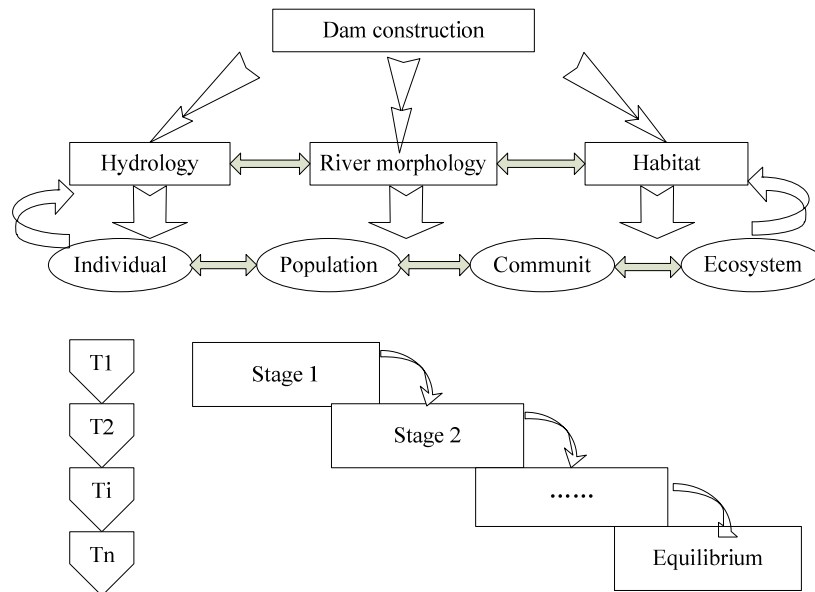 Dam construction
Hydrology
River morphology
Habitat
Individual
Population
Communit
Ecosystem
T1
Stage 1
T2
Stage 2
Ti
......
Tn
Equilibrium